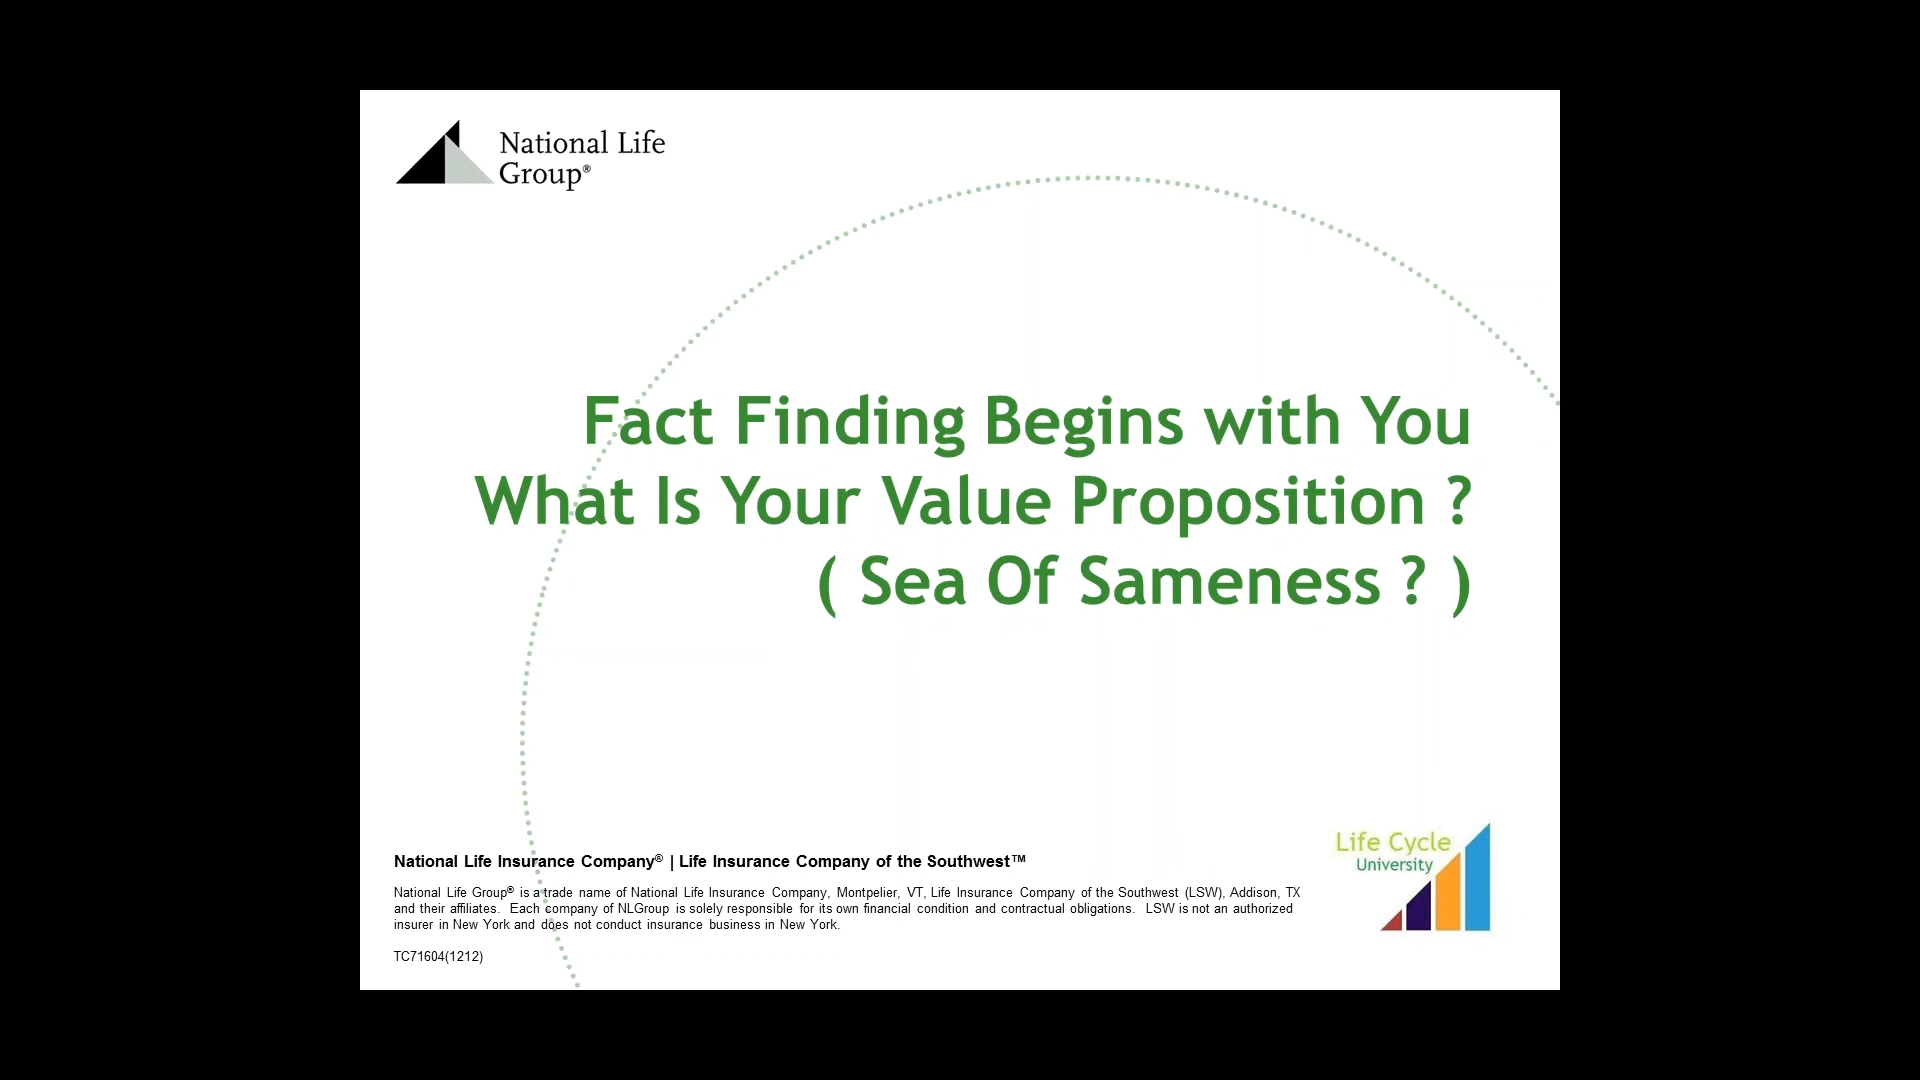 National Life
Group®
Fact Finding Begins with You
What Is Your Value Proposition ?
( Sea Of Sameness ? )
National Life Insurance Company® | Life Insurance Company of the Southwest™
National Life Group® is a trade name of National Life Insurance Company, Montpelier, VT, Life Insurance Company of the Southwest (LSW), Addison, TX
and their affiliates. Each company of NLGroup is solely responsible for its own financial condition and contractual obligations. LSW is not an authorized
insurer in New York and does not conduct insurance business in New York.
TC71604(1212)
Life Cycle
University